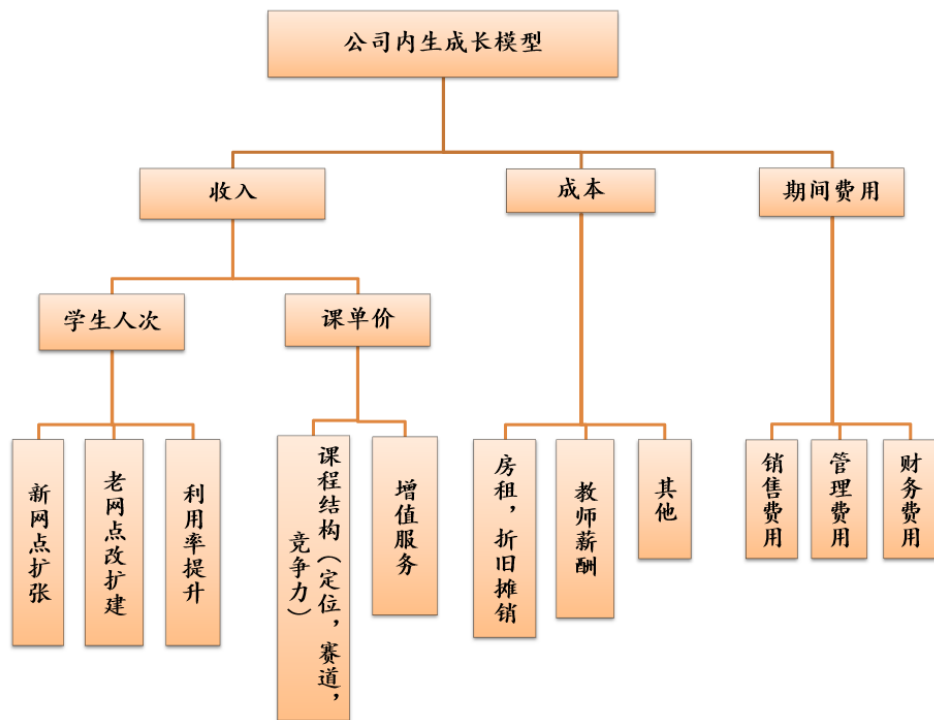 公司内生成长模型
收入
成本
期间费用
学生人次
课单价
新网点扩张
老网点改扩建
利用率提升
课程结构（定位，赛道，
竞争力）
增值服务
房租，折旧摊销
教师薪酬
其他
销售费用
管理费用
财务费用